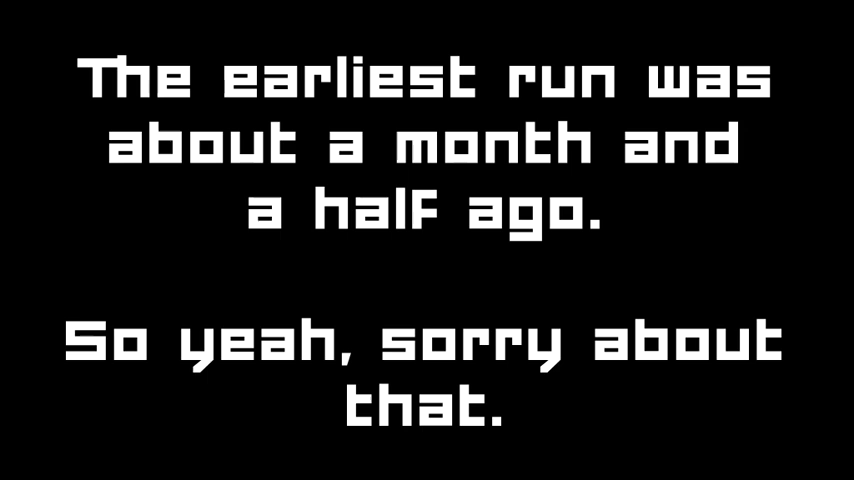 The earliest run was
about a month and
a half ago.
So yeah, sorry about
that.